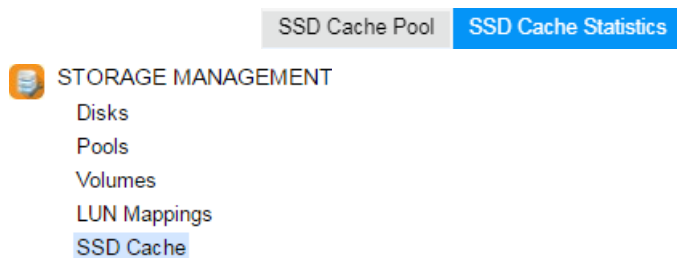 SSD Cache Pool SSD Cache Statistics
STORAGE MANAGEMENT
Disks
Pools
Volumes
LUN Mappings
SSD Cache